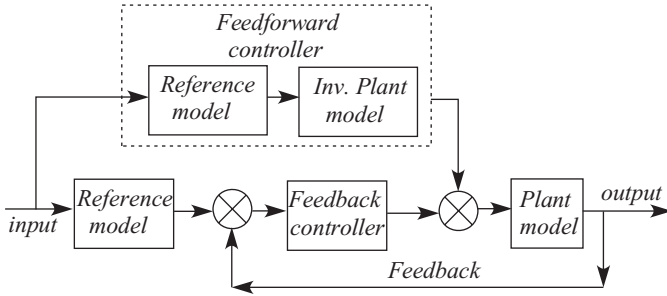 Feedforward
controller
Reference
model
Inv. Plant
model
input
Reference
model
Feedback
controller
Plant
model
output
Feedback